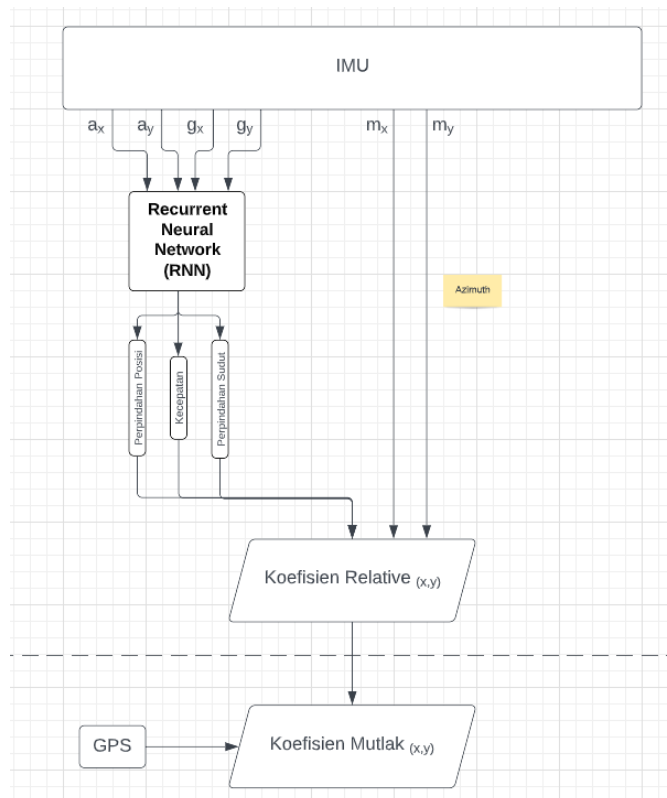 IMU
ax ay gx gy mx my
Recurrent
Neural
Network
(RNN)
Azimuth
Perpindahan Posisi
Kecepatan
Perpindahan Sudut
Koefisien Relative (x,y)
GPS
Koefisien Mutlak (x,y)